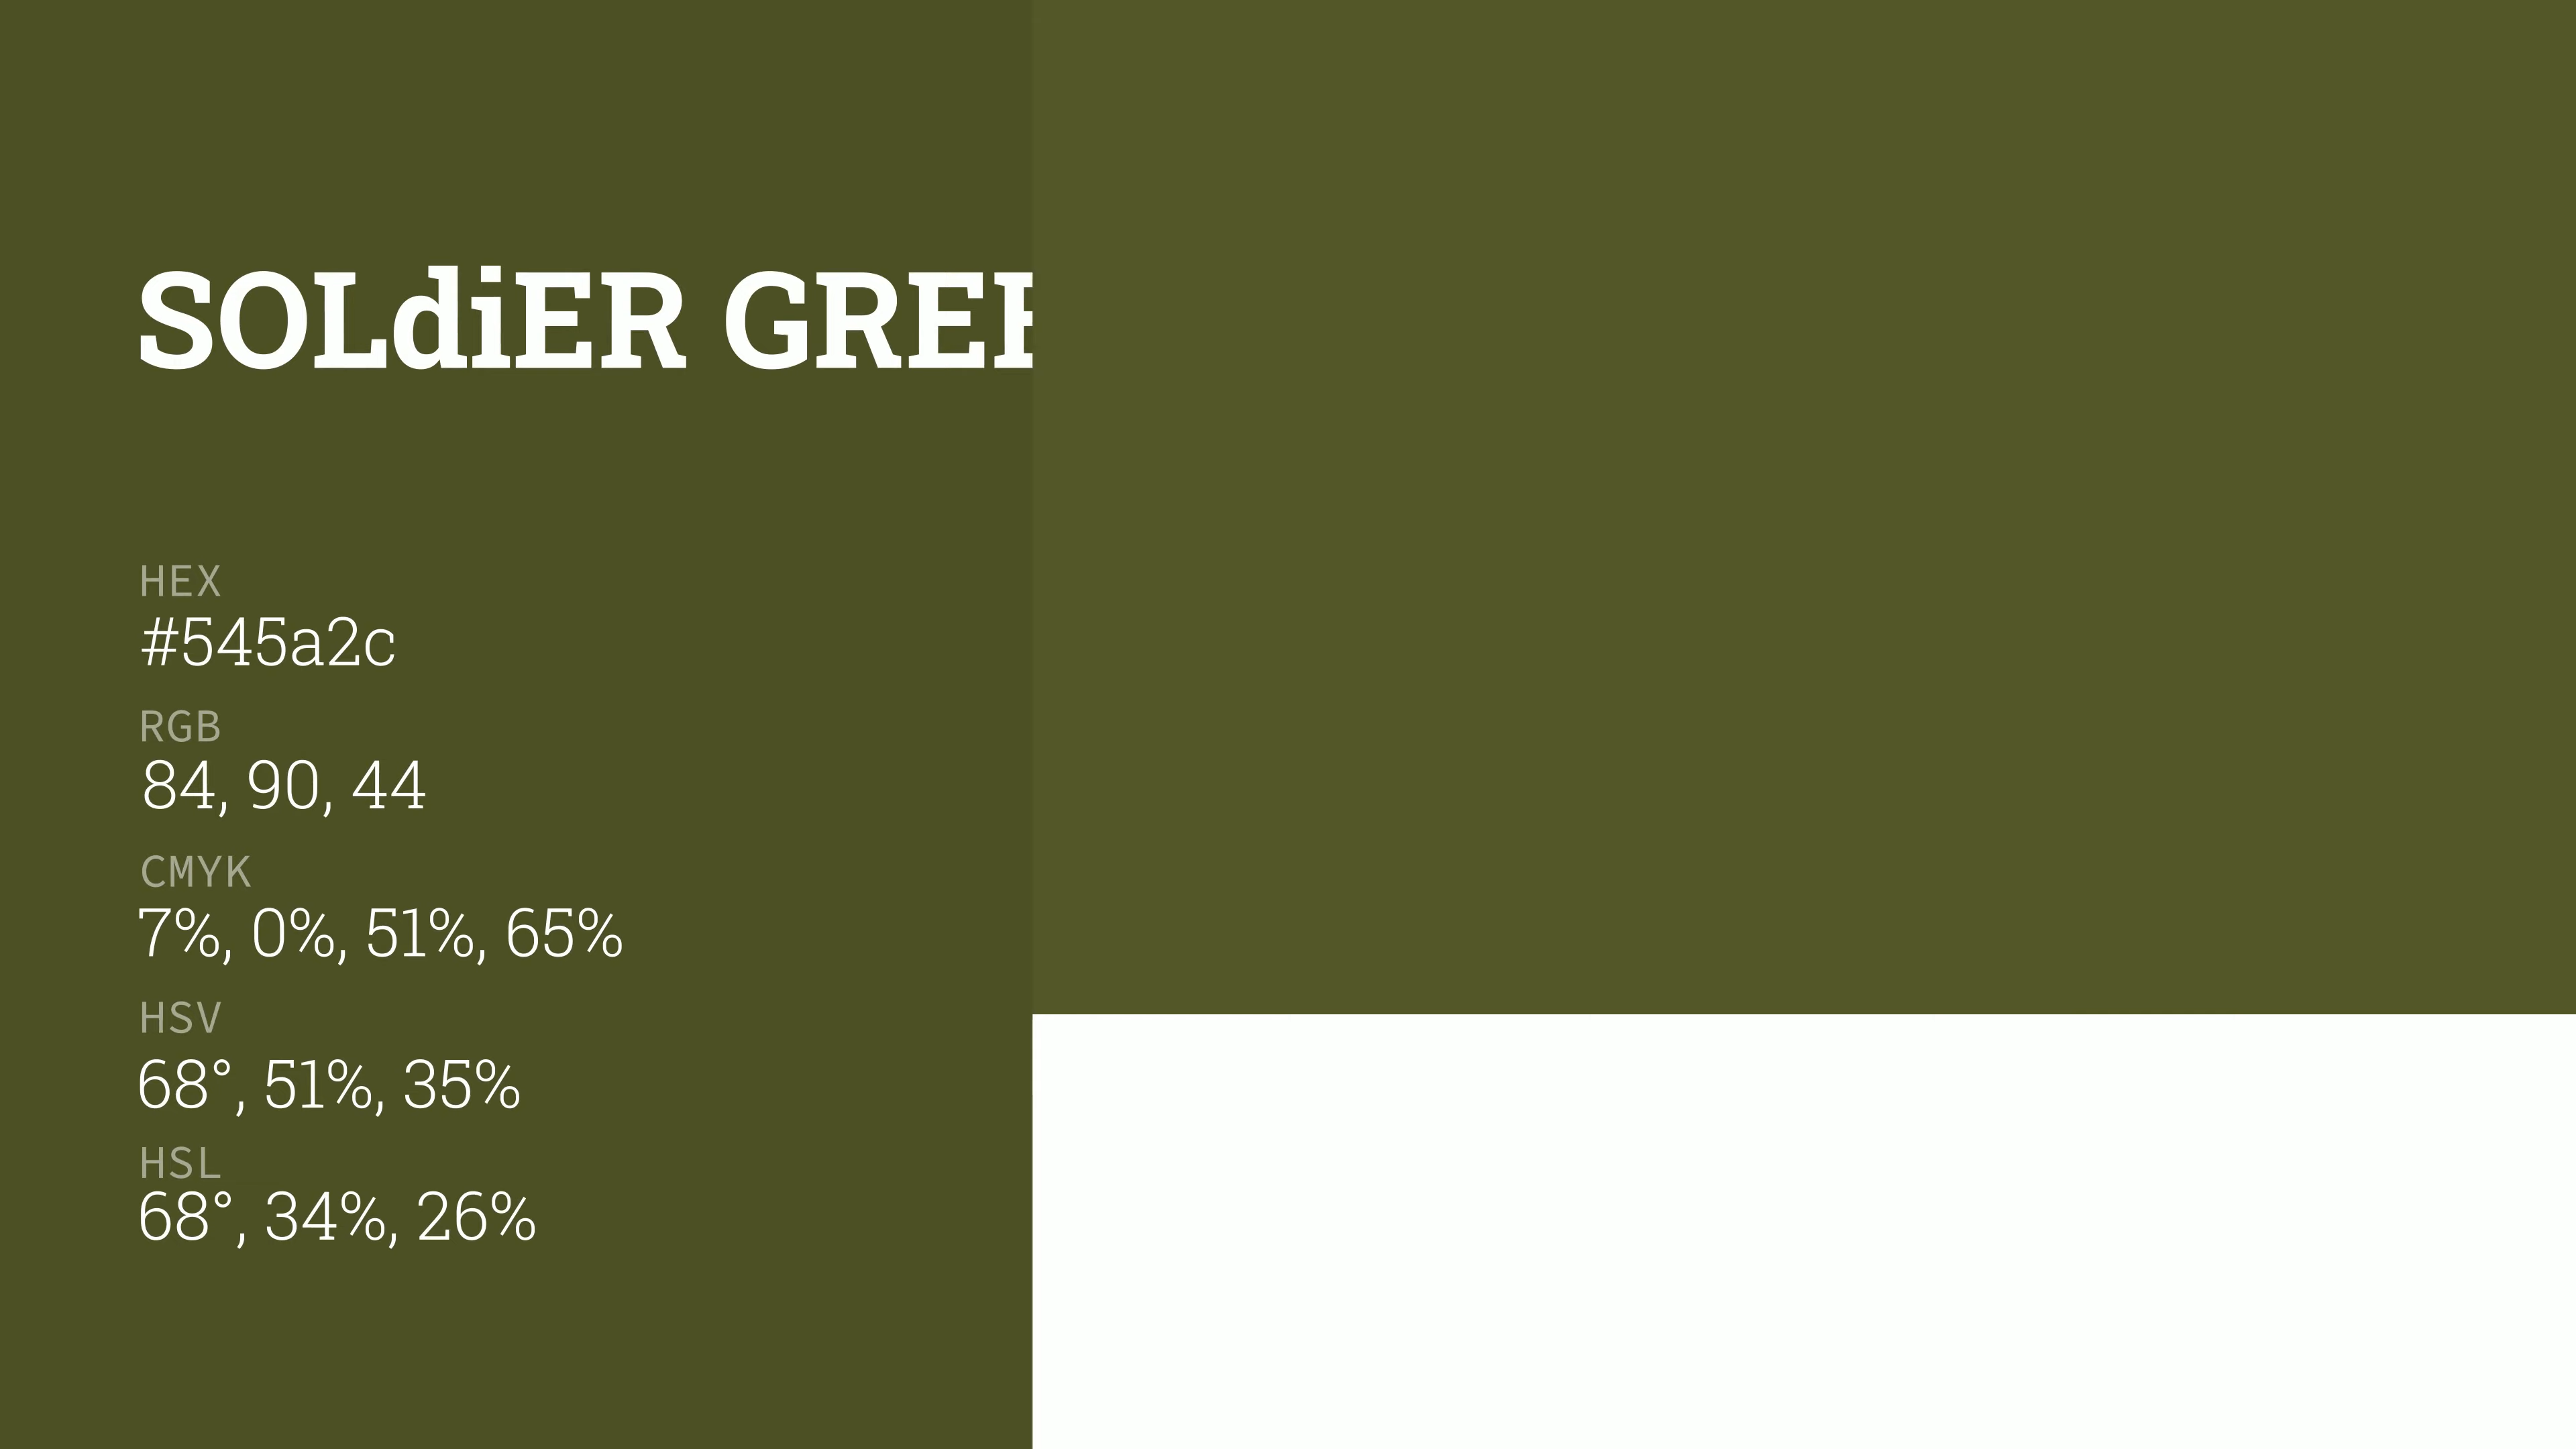 SOLdiER GREE
HEX
#545a2c
RGB
84, 90, 44
CMYK
7%, 0%, 51%, 65%
HSV
68°, 51%, 35%
HSL
68°, 34%, 26%